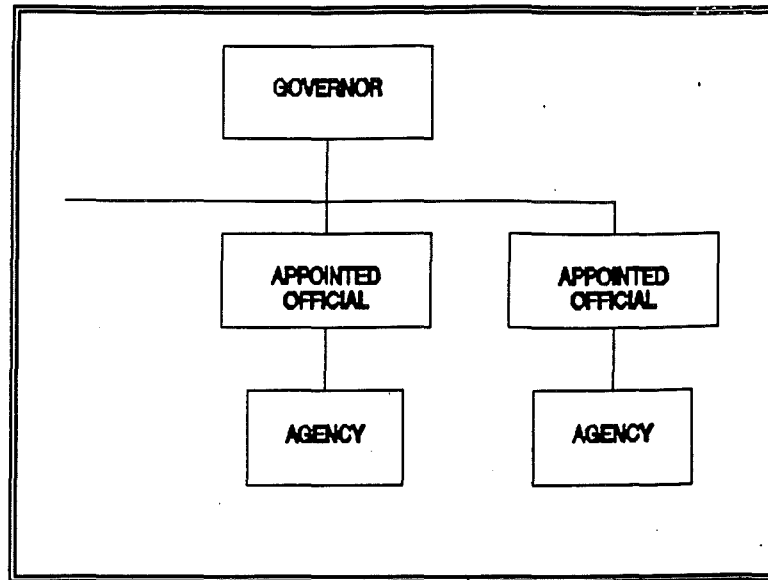 GOVERNOR
APPOINTED
OFFICIAL
APPOINTED
OFFICIAL
AGENCY
AGENCY